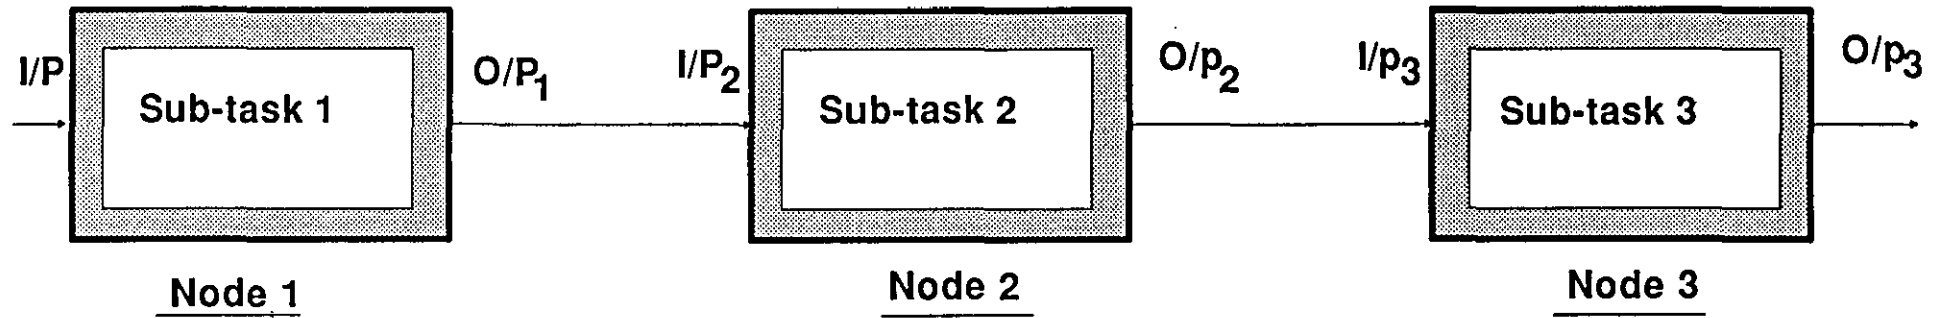 I/P
Sub-task 1
O/P₁
I/P₂
Sub-task 2
O/p₂
I/p₃
Sub-task 3
O/p₃
Node 1
Node 2
Node 3